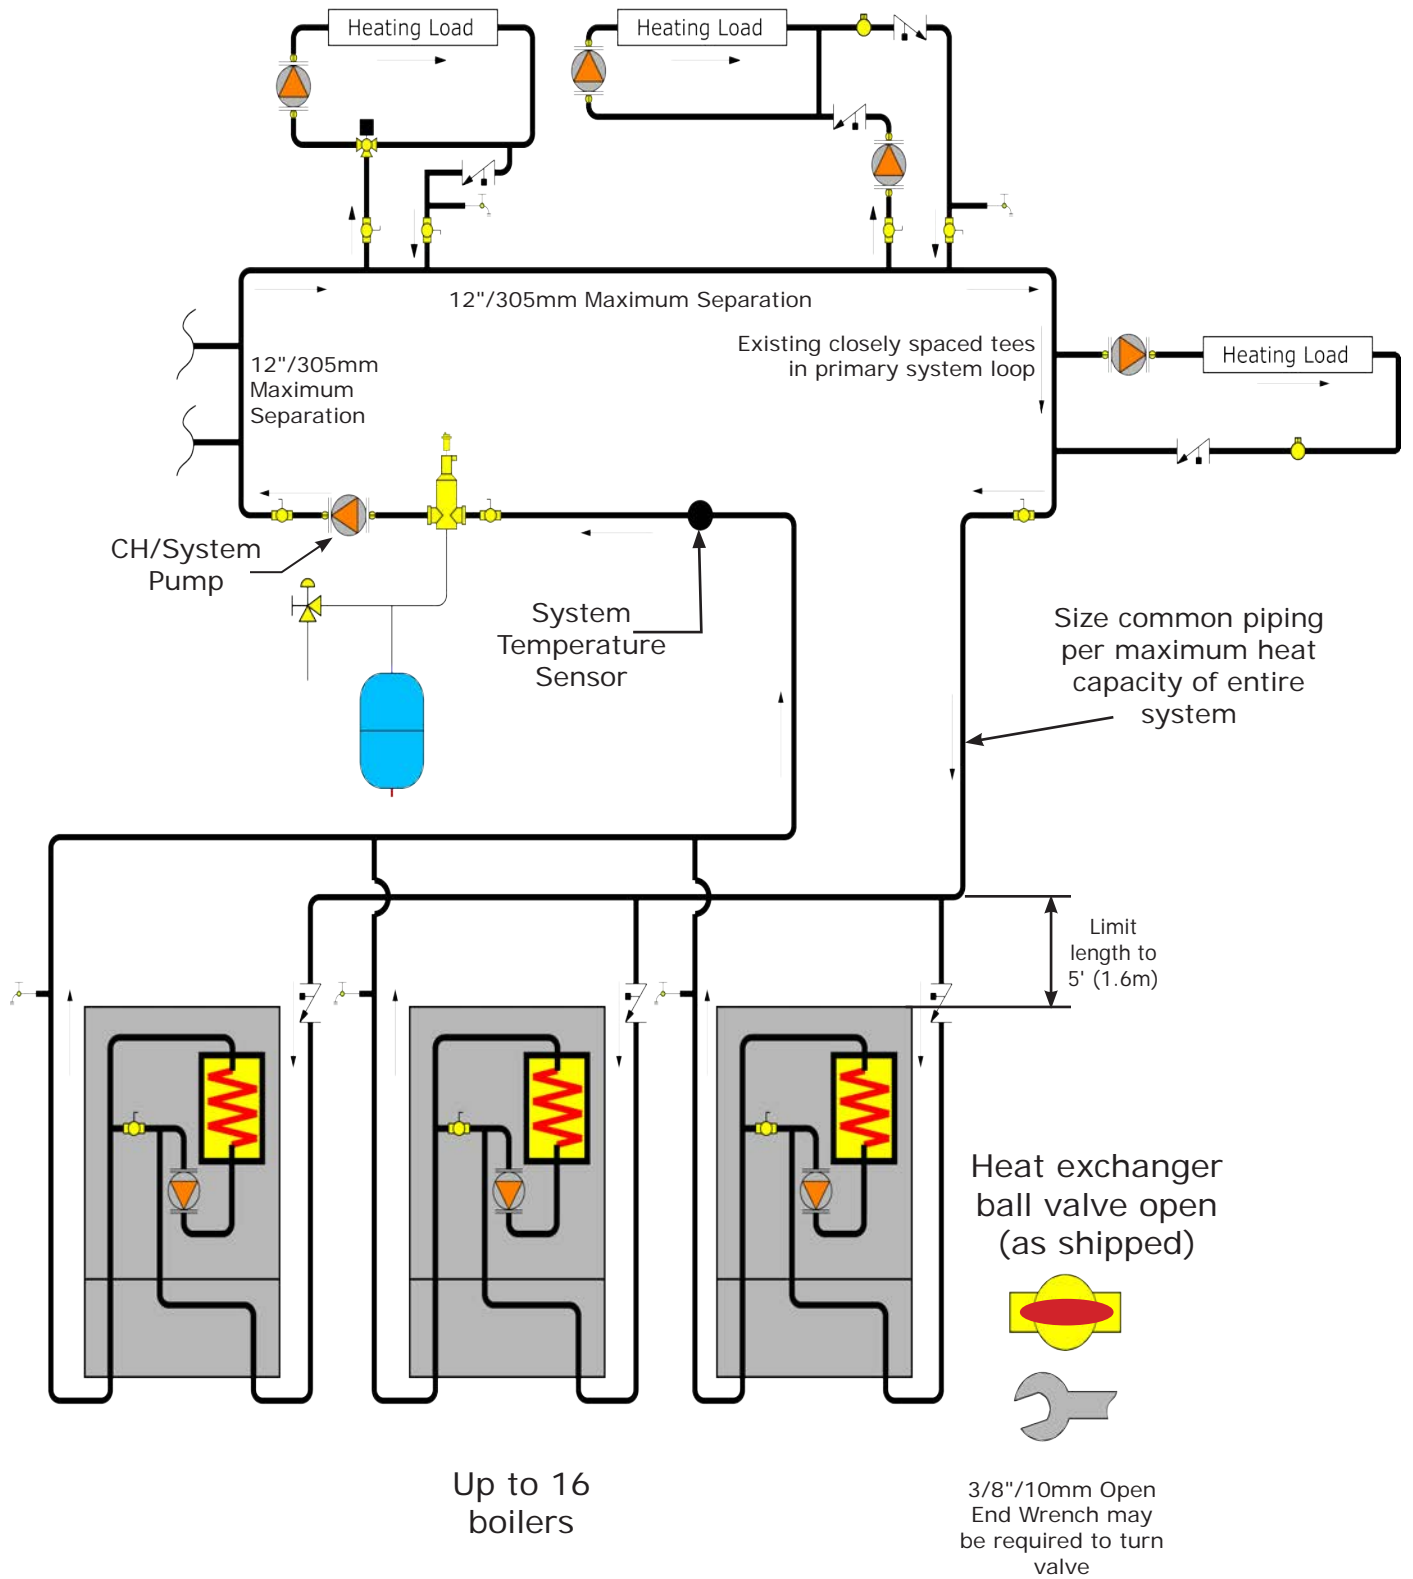 Heating Load
Heating Load
12"/305mm Maximum Separation
Existing closely spaced tees
in primary system loop
Heating Load
12"/305mm
Maximum
Separation
CH/System
Pump
System
Temperature
Sensor
Size common piping
per maximum heat
capacity of entire
system
Limit
length to
5' (1.6m)
Heat exchanger
ball valve open
(as shipped)
Up to 16
boilers
3/8"/10mm Open
End Wrench may
be required to turn
valve